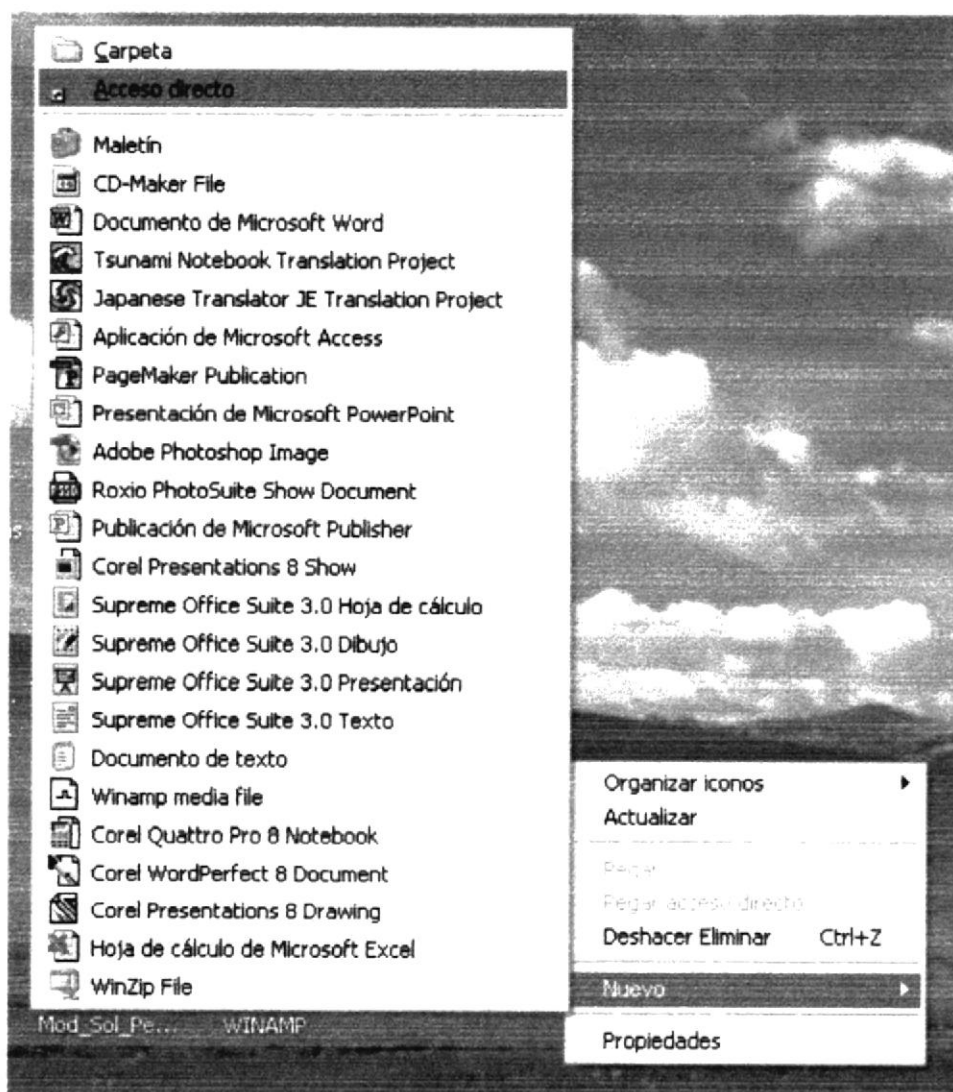 Carpeta
Acceso directo
Maletín
CD-Maker File
Documento de Microsoft Word
Tsunami Notebook Translation Project
Japanese Translator JE Translation Project
Aplicación de Microsoft Access
PageMaker Publication
Presentación de Microsoft PowerPoint
Adobe Photoshop Image
Roxio PhotoSuite Show Document
Publicación de Microsoft Publisher
Corel Presentations 8 Show
Supreme Office Suite 3.0 Hoja de cálculo
Supreme Office Suite 3.0 Dibujo
Supreme Office Suite 3.0 Presentación
Supreme Office Suite 3.0 Texto
Documento de texto
Winamp media file
Corel Quattro Pro 8 Notebook
Corel WordPerfect 8 Document
Corel Presentations 8 Drawing
Hoja de cálculo de Microsoft Excel
WinZip File
Mod_Sol_Pe... WINAMP
Organizar iconos
Actualizar
Pegar
Pegar acceso directo
Deshacer Eliminar Ctrl+Z
Nuevo
Propiedades